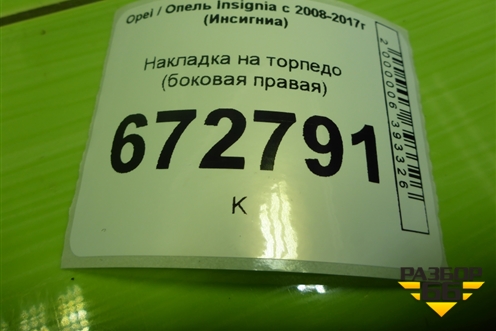 Opel / Опель Insignia с 2008-2017г
(Инсигниа)
Накладка на торпедо
(боковая правая)
672791
К
2000006393326
РАЗБОР